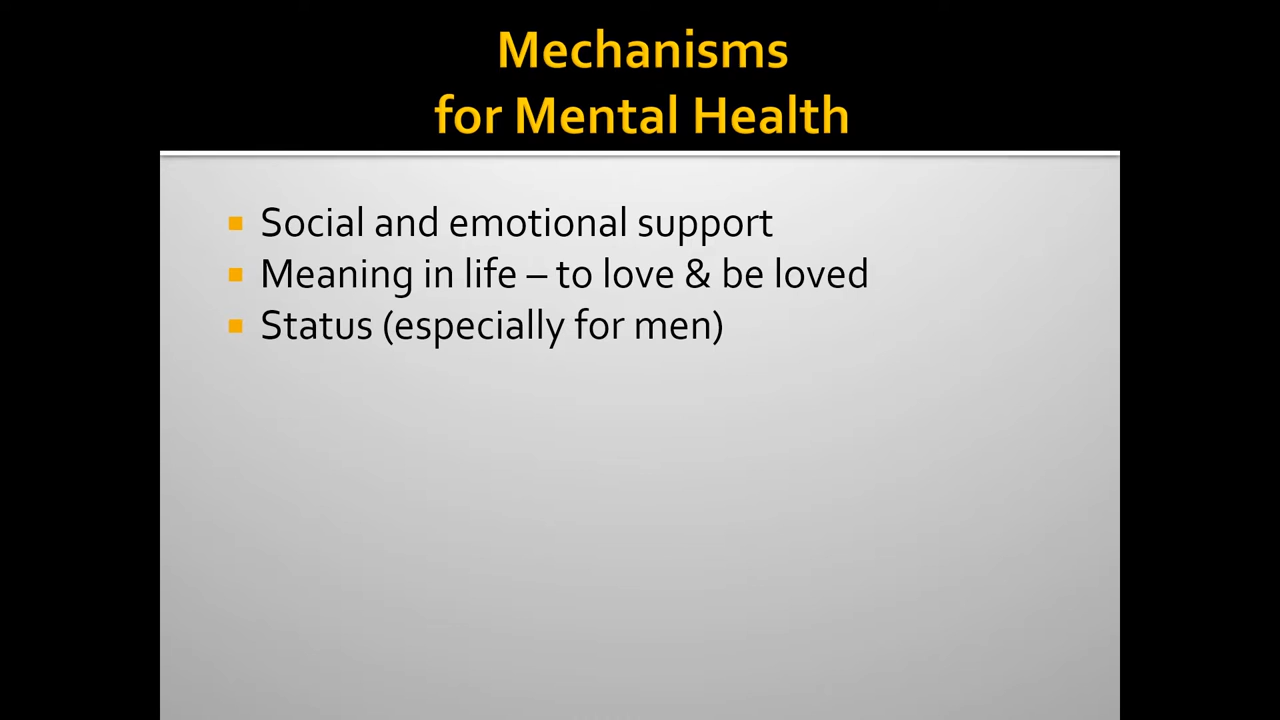 Mechanisms
for Mental Health
Social and emotional support
Meaning in life – to love & be loved
Status (especially for men)